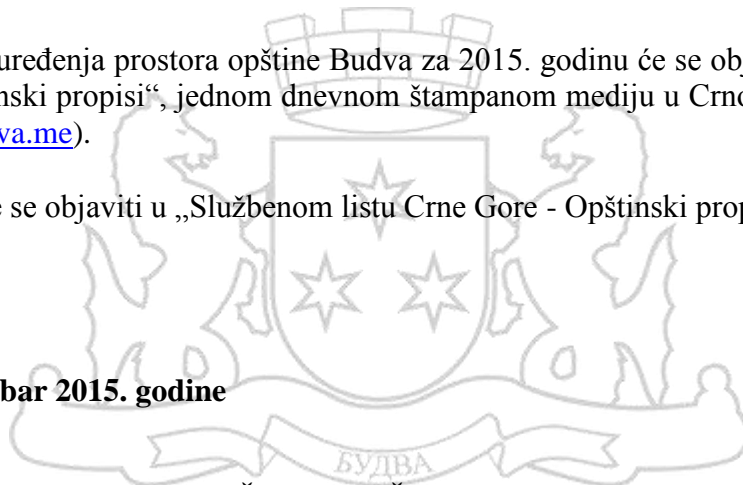 uređenja prostora opštine Budva za 2015. godinu će se obj
nski propisi“, jednom dnevnom štampanom mediju u Crno
va.me).
e se objaviti u „Službenom listu Crne Gore - Opštinski prop
bar 2015. godine
БУДВА